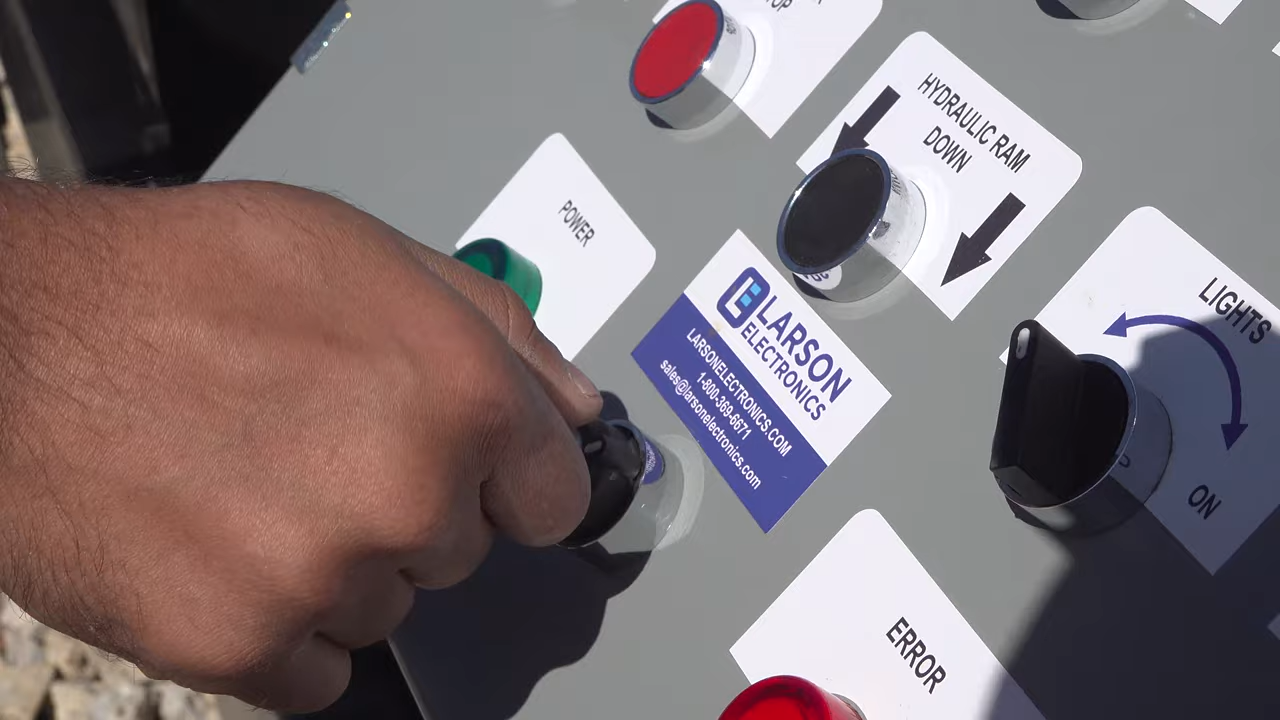 HYDRAULIC RAM
DOWN
POWER
LARSON
ELECTRONICS
LARSONELECTRONICS.COM
1-800-369-6671
sales@larsonelectronics.com
LIGHTS
ON
ERROR